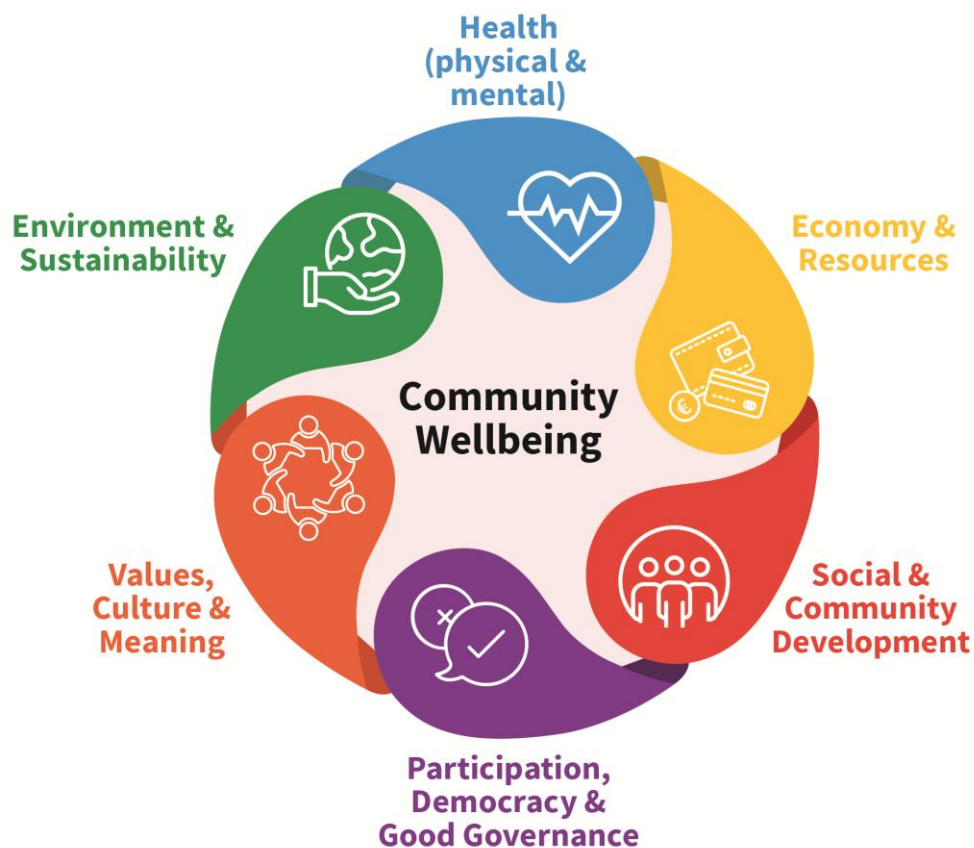 Health
(physical &
mental)
Economy &
Resources
Social &
Community
Development
Participation,
Democracy &
Good Governance
Values,
Culture &
Meaning
Environment &
Sustainability
Community
Wellbeing
€